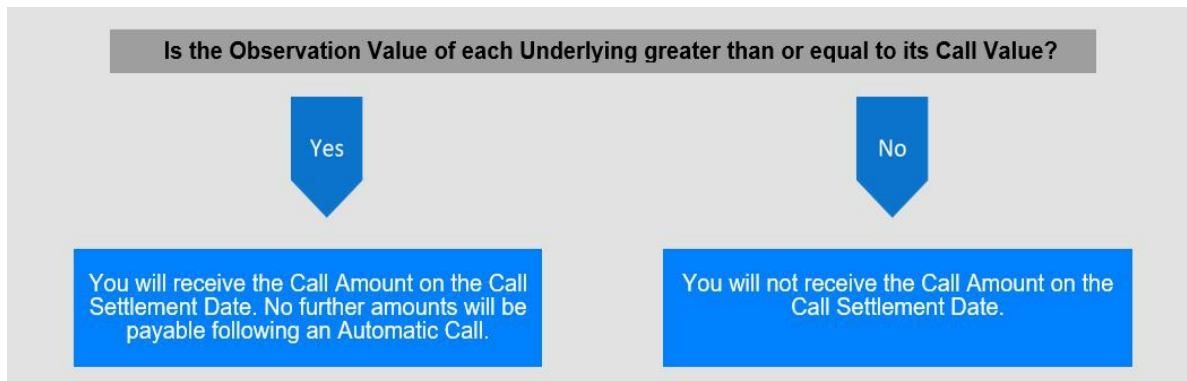 Is the Observation Value of each Underlying greater than or equal to its Call Value?
Yes
No
You will receive the Call Amount on the Call
Settlement Date. No further amounts will be
payable following an Automatic Call.
You will not receive the Call Amount on the
Call Settlement Date.